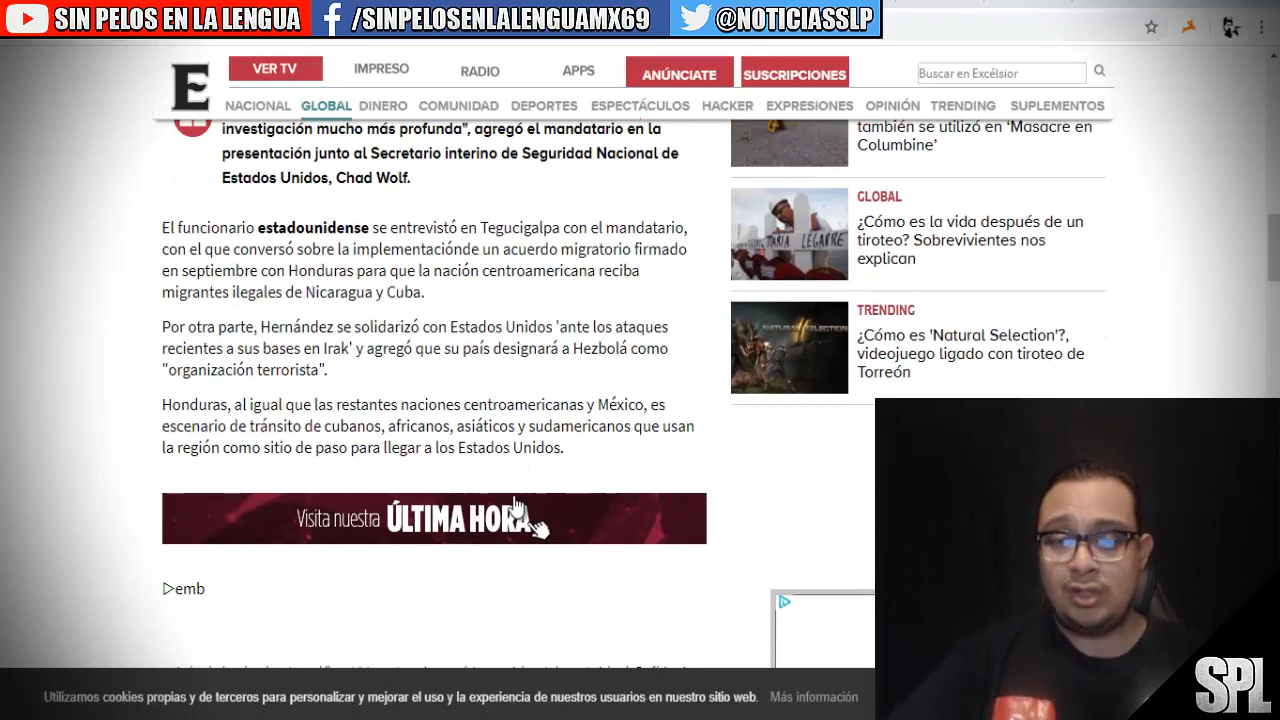 SIN PELOS EN LA LENGUA
/SINPELOSENLALENGUAMX69
@NOTICIASSLP
E
VER TV
IMPRESO
RADIO
APPS
ANÚNCIATE
SUSCRIPCIONES
Buscar en Excélsior
NACIONAL GLOBAL DINERO COMUNIDAD DEPORTES ESPECTÁCULOS HACKER EXPRESIONES OPINIÓN TRENDING SUPLEMENTOS
investigación mucho más profunda", agregó el mandatario en la
presentación junto al Secretario interino de Seguridad Nacional de
Estados Unidos, Chad Wolf.
El funcionario estadounidense se entrevistó en Tegucigalpa con el mandatario,
con el que conversó sobre la implementaciónde un acuerdo migratorio firmado
en septiembre con Honduras para que la nación centroamericana reciba
migrantes ilegales de Nicaragua y Cuba.
Por otra parte, Hernández se solidarizó con Estados Unidos 'ante los ataques
recientes a sus bases en Irak' y agregó que su país designará a Hezbolá como
"organización terrorista".
Honduras, al igual que las restantes naciones centroamericanas y México, es
escenario de tránsito de cubanos, africanos, asiáticos y sudamericanos que usan
la región como sitio de paso para llegar a los Estados Unidos.
Visita nuestra ÚLTIMA HORA
emb
también se utilizó en 'Masacre en
Columbine'
GLOBAL
¿Cómo es la vida después de un
tiroteo? Sobrevivientes nos
explican
TRENDING
¿Cómo es 'Natural Selection'?,
videojuego ligado con tiroteo de
Torreón
NATURAL SELECTION
Utilizamos cookies propias y de terceros para personalizar y mejorar el uso y la experiencia de nuestros usuarios en nuestro sitio web. Más información
SPL